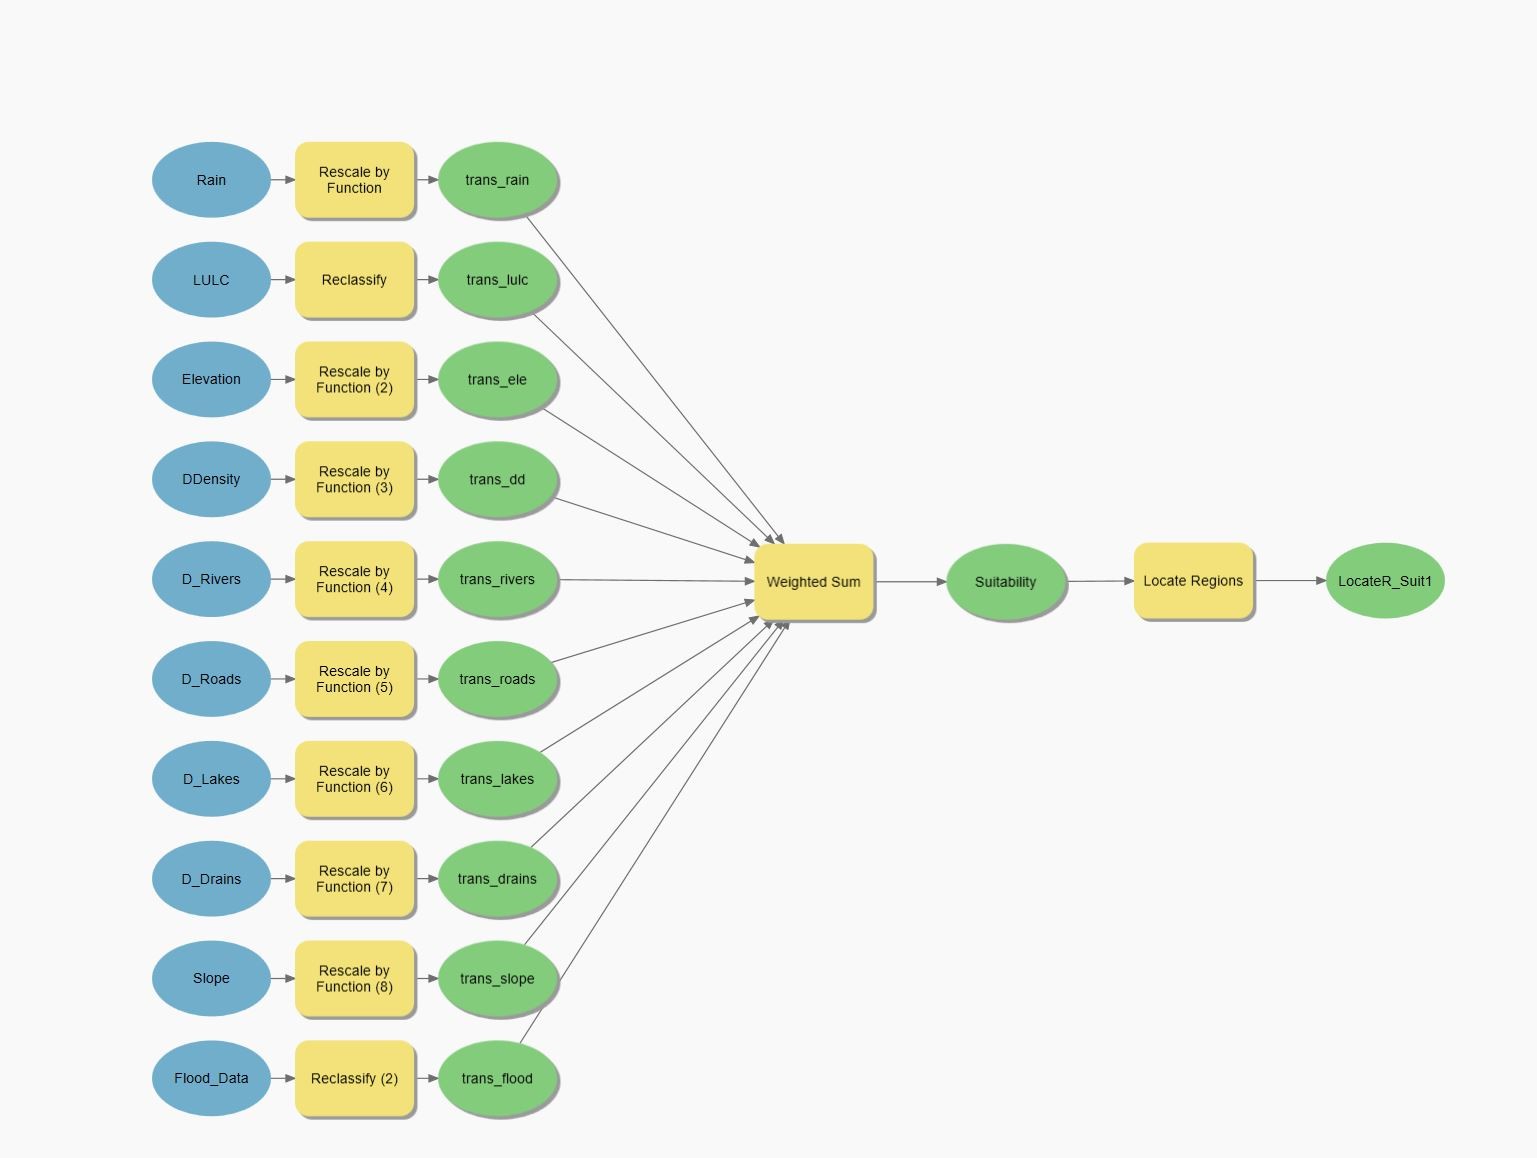 Rain
Rescale by
Function
trans_rain
LULC
Reclassify
trans_lulc
Elevation
Rescale by
Function (2)
trans_ele
DDensity
Rescale by
Function (3)
trans_dd
D_Rivers
Rescale by
Function (4)
trans_rivers
Weighted Sum
Suitability
Locate Regions
LocateR_Suit1
D_Roads
Rescale by
Function (5)
trans_roads
D_Lakes
Rescale by
Function (6)
trans_lakes
D_Drains
Rescale by
Function (7)
trans_drains
Slope
Rescale by
Function (8)
trans_slope
Flood_Data
Reclassify (2)
trans_flood